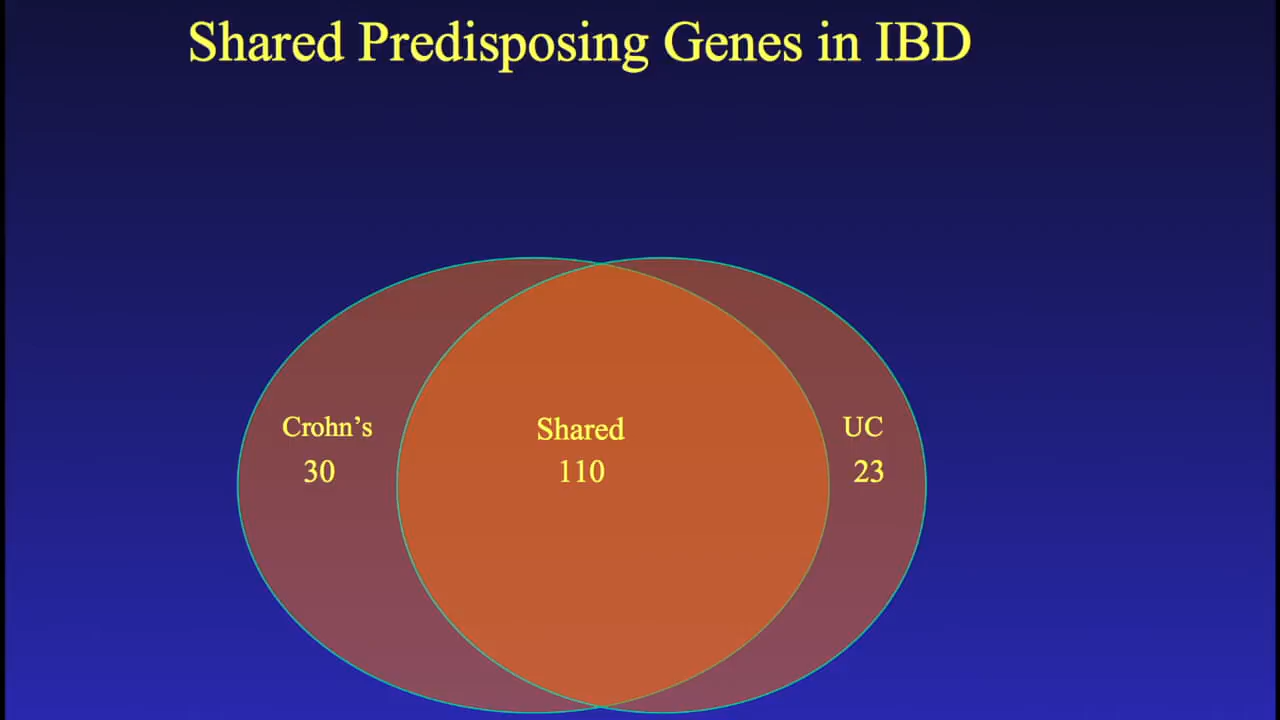 Shared Predisposing Genes in IBD
Crohn’s
30
Shared
110
UC
23